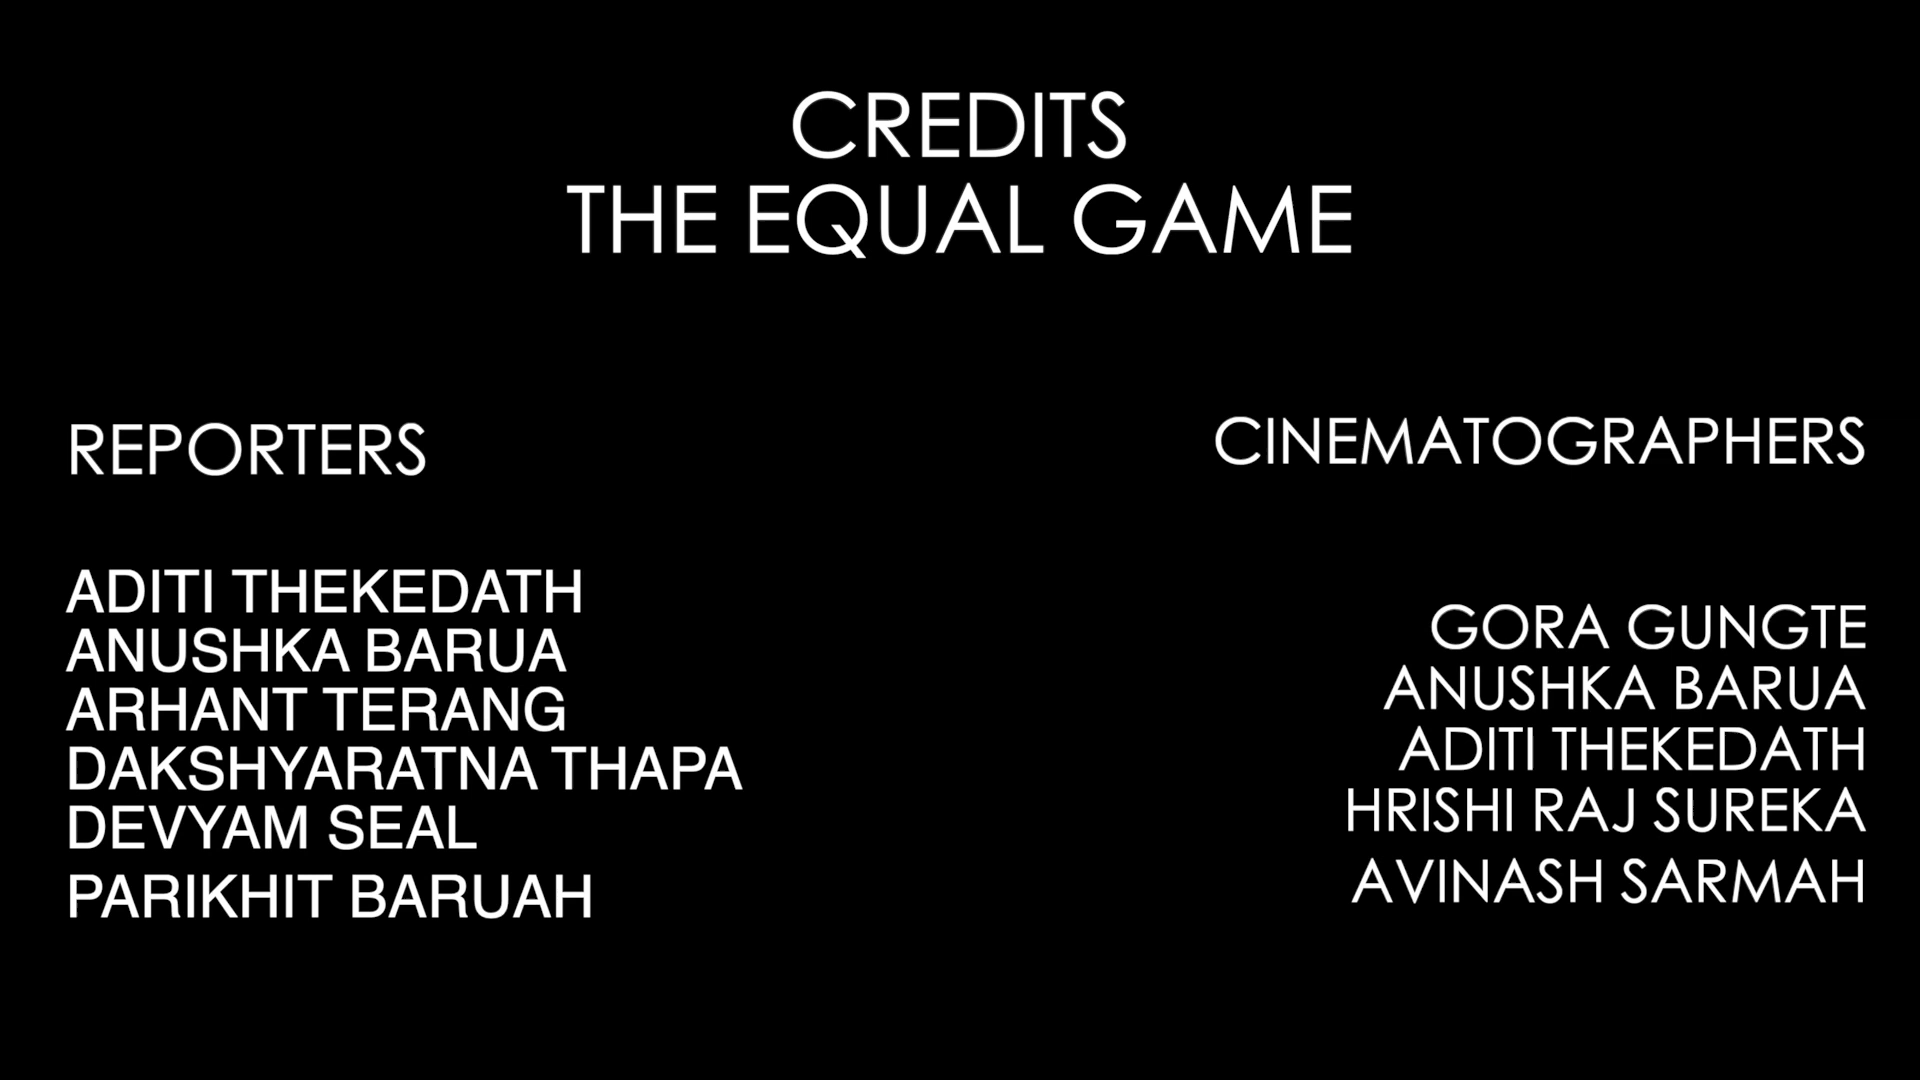 CREDITS
THE EQUAL GAME
REPORTERS
ADITI THEKEDATH
ANUSHKA BARUA
ARHANT TERANG
DAKSHYARATNA THAPA
DEVYAM SEAL
PARIKHIT BARUAH
CINEMATOGRAPHERS
GORA GUNGTE
ANUSHKA BARUA
ADITI THEKEDATH
HRISHI RAJ SUREKA
AVINASH SARMAH